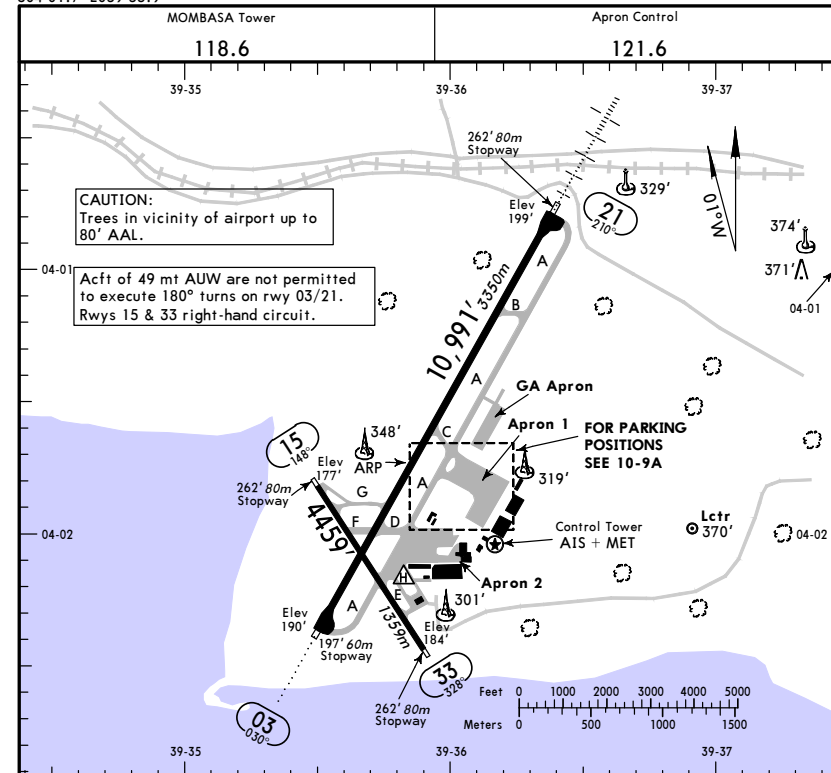 MOMBASA Tower
118.6
Apron Control
121.6
39-35
39-36
39-37
262' 80m
Stopway
Elev
199'
21
210°
329'
01°W
374'
371'
04-01
CAUTION:
Trees in vicinity of airport up to
80' AAL.
04-01
Acft of 49 mt AUW are not permitted
to execute 180° turns on rwy 03/21.
Rwys 15 & 33 right-hand circuit.
A
B
10,991' 3350m
A
GA Apron
C
Apron 1
FOR PARKING
POSITIONS
SEE 10-9A
15
148°
348'
ARP
Elev
177'
262' 80m
Stopway
A
319'
G
F
D
4459'
1359m
Lctr
370'
Control Tower
AIS + MET
04-02
04-02
H
Apron 2
E
A
301'
Elev
184'
Elev
190'
197' 60m
Stopway
33
328°
262' 80m
Stopway
03
030°
Feet 0 1000 2000 3000 4000 5000
Meters 0 500 1000 1500
39-35
39-36
39-37